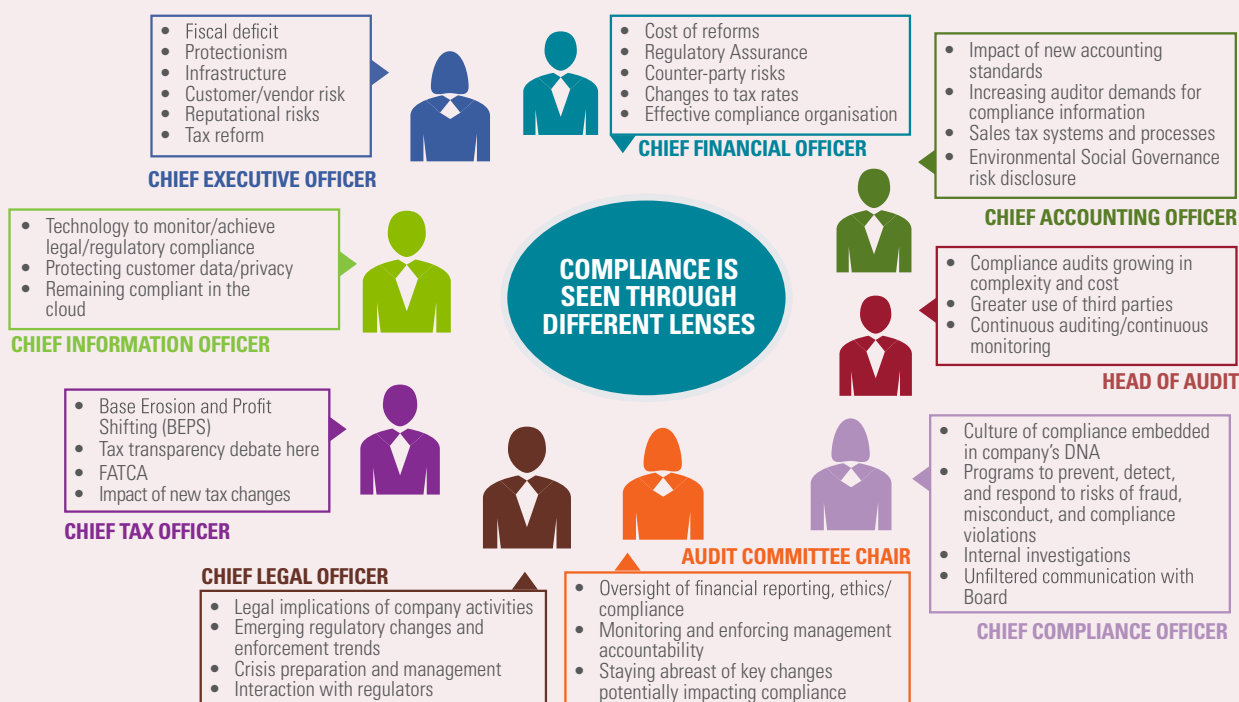 • Fiscal deficit
• Protectionism
• Infrastructure
• Customer/vendor risk
• Reputational risks
• Tax reform
CHIEF EXECUTIVE OFFICER
• Cost of reforms
• Regulatory Assurance
• Counter-party risks
• Changes to tax rates
• Effective compliance organisation
CHIEF FINANCIAL OFFICER
• Impact of new accounting
standards
• Increasing auditor demands for
compliance information
• Sales tax systems and processes
• Environmental Social Governance
risk disclosure
CHIEF ACCOUNTING OFFICER
• Technology to monitor/achieve
legal/regulatory compliance
• Protecting customer data/privacy
• Remaining compliant in the
cloud
CHIEF INFORMATION OFFICER
COMPLIANCE IS
SEEN THROUGH
DIFFERENT LENSES
• Compliance audits growing in
complexity and cost
• Greater use of third parties
• Continuous auditing/continuous
monitoring
HEAD OF AUDIT
• Base Erosion and Profit
Shifting (BEPS)
• Tax transparency debate here
• FATCA
• Impact of new tax changes
CHIEF TAX OFFICER
• Culture of compliance embedded
in company's DNA
• Programs to prevent, detect,
and respond to risks of fraud,
misconduct, and compliance
violations
• Internal investigations
• Unfiltered communication with
Board
CHIEF COMPLIANCE OFFICER
CHIEF LEGAL OFFICER
• Legal implications of company activities
• Emerging regulatory changes and
enforcement trends
• Crisis preparation and management
• Interaction with regulators
AUDIT COMMITTEE CHAIR
• Oversight of financial reporting, ethics/
compliance
• Monitoring and enforcing management
accountability
• Staying abreast of key changes
potentially impacting compliance